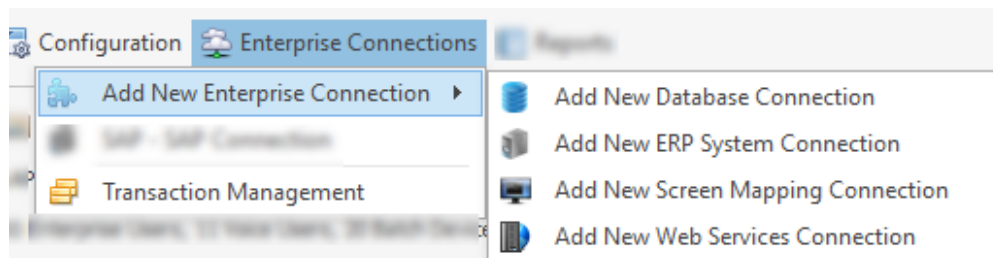 Configuration Enterprise Connections
Add New Enterprise Connection
Transaction Management
Add New Database Connection
Add New ERP System Connection
Add New Screen Mapping Connection
Add New Web Services Connection